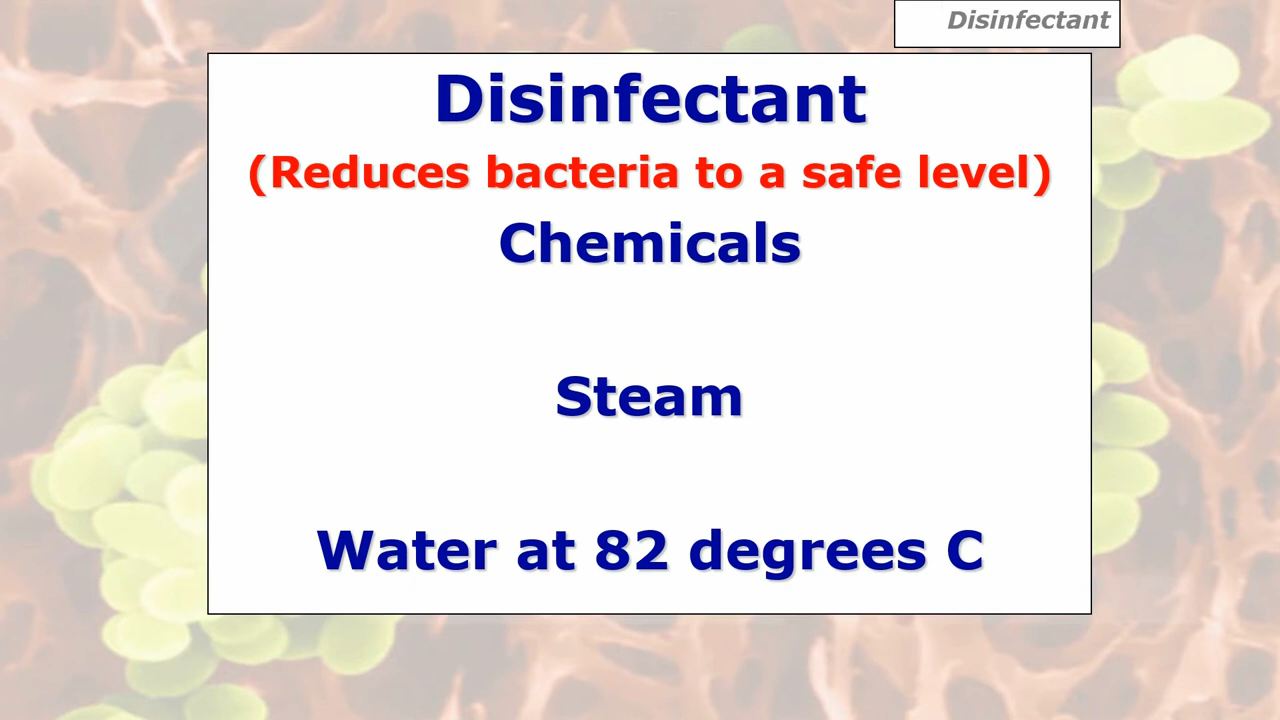 Disinfectant
Disinfectant
(Reduces bacteria to a safe level)
Chemicals
Steam
Water at 82 degrees C